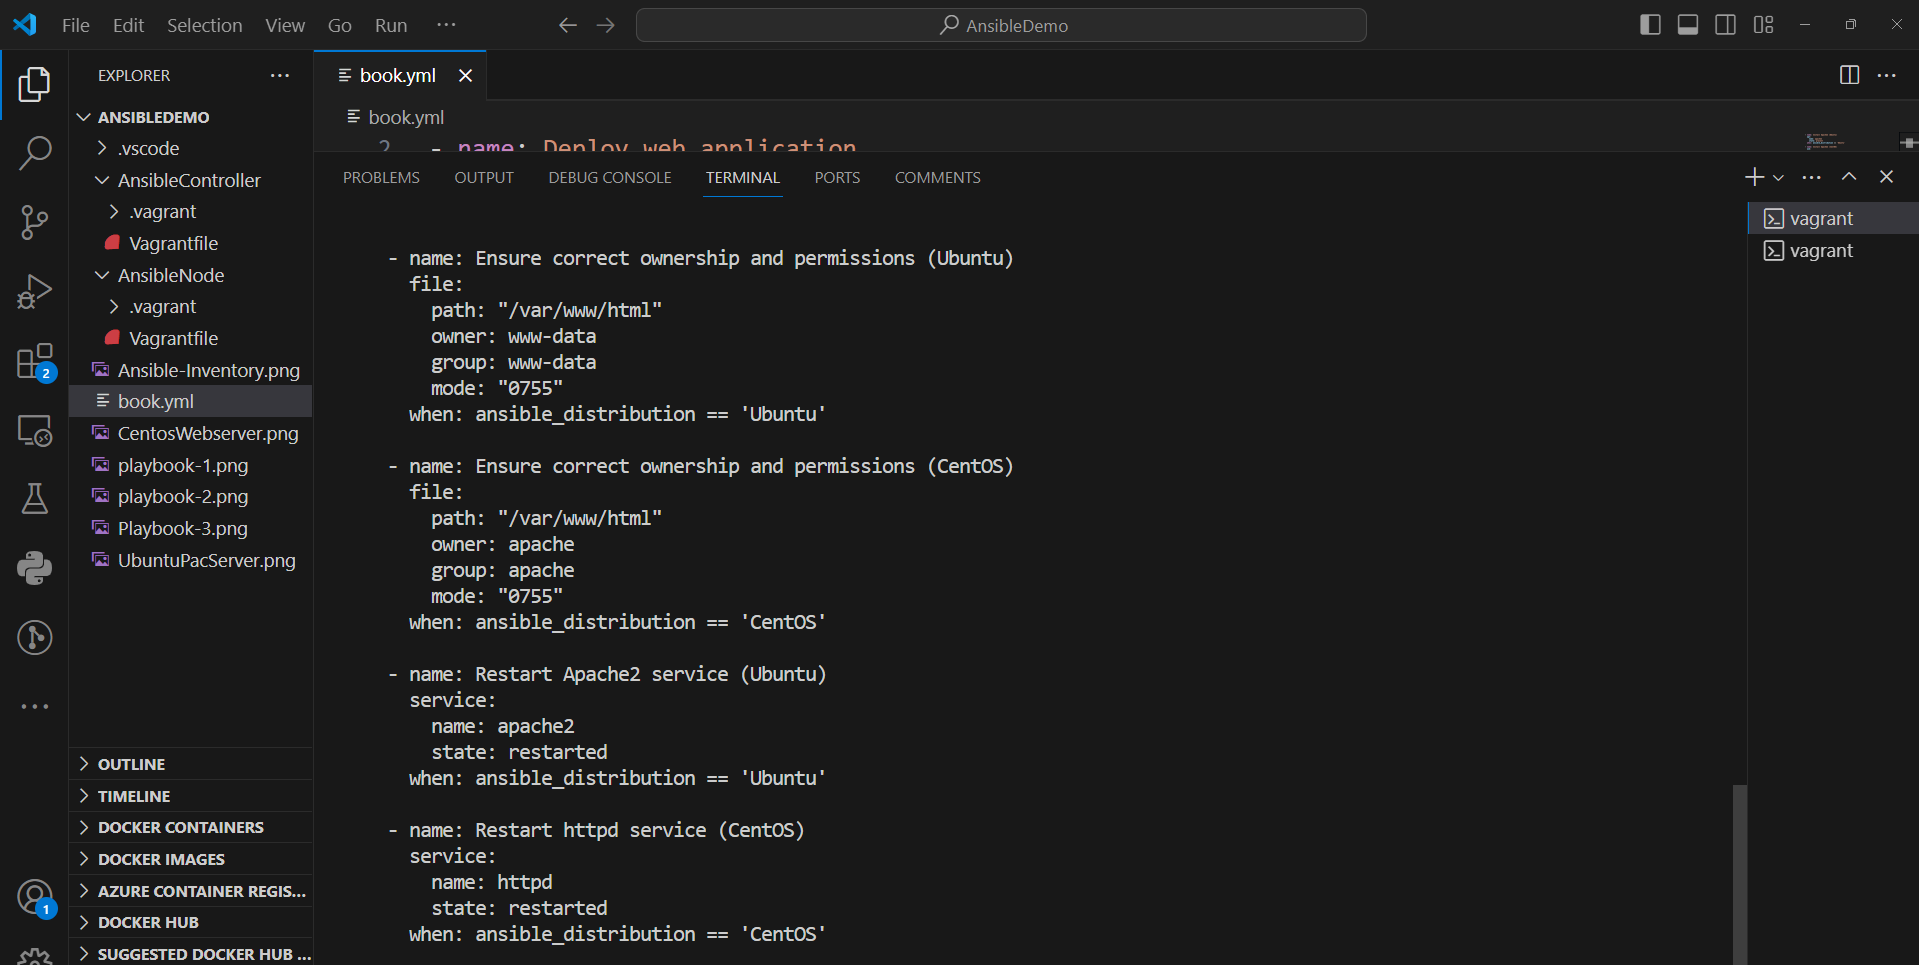 File Edit Selection View Go Run ···
AnsibleDemo
EXPLORER
ANSIBLEDEMO
.vscode
AnsibleController
.vagrant
Vagrantfile
AnsibleNode
.vagrant
Vagrantfile
Ansible-Inventory.png
book.yml
CentosWebserver.png
playbook-1.png
playbook-2.png
Playbook-3.png
UbuntuPacServer.png
OUTLINE
TIMELINE
DOCKER CONTAINERS
DOCKER IMAGES
AZURE CONTAINER REGIS...
DOCKER HUB
SUGGESTED DOCKER HUB ...
2
1
book.yml
book.yml
2 - name: Deploy web application
PROBLEMS OUTPUT DEBUG CONSOLE TERMINAL PORTS COMMENTS
- name: Ensure correct ownership and permissions (Ubuntu)
file:
path: "/var/www/html"
owner: www-data
group: www-data
mode: "0755"
when: ansible_distribution == 'Ubuntu'
- name: Ensure correct ownership and permissions (CentOS)
file:
path: "/var/www/html"
owner: apache
group: apache
mode: "0755"
when: ansible_distribution == 'CentOS'
- name: Restart Apache2 service (Ubuntu)
service:
name: apache2
state: restarted
when: ansible_distribution == 'Ubuntu'
- name: Restart httpd service (CentOS)
service:
name: httpd
state: restarted
when: ansible_distribution == 'CentOS'
vagrant
vagrant